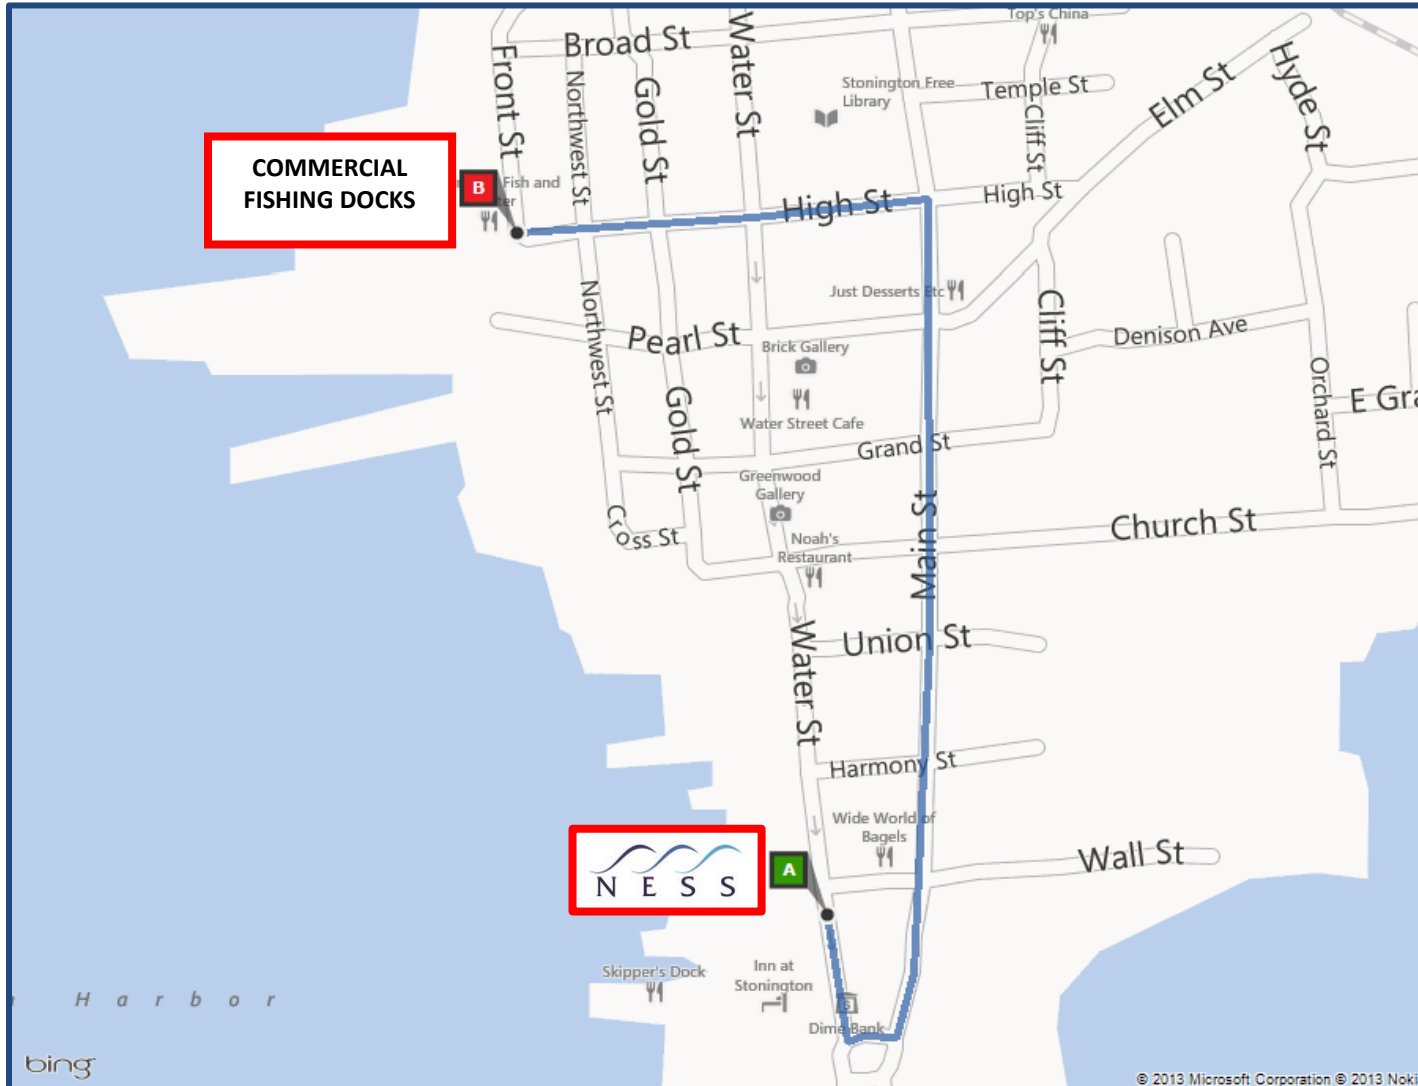 Top's China
Broad St
Water St
Front St
Northwest St
Gold St
Stonington Free
Library
Temple St
Cliff St
Elm St
Hyde St
COMMERCIAL
FISHING DOCKS
B
Fish and
High St
High St
Just Desserts Etc
Northwest St
Pearl St
Brick Gallery
Cliff St
Denison Ave
Orchard St
Gold St
Water Street Cafe
Grand St
Greenwood
Gallery
Main St
Cross St
Noah's
Restaurant
Church St
Water St
Union St
Harmony St
Wide World of
Bagels
Wall St
NESS
A
Skipper's Dock
Inn at
Stonington
Dime Bank
Harbor
bing
© 2013 Microsoft Corporation © 2013